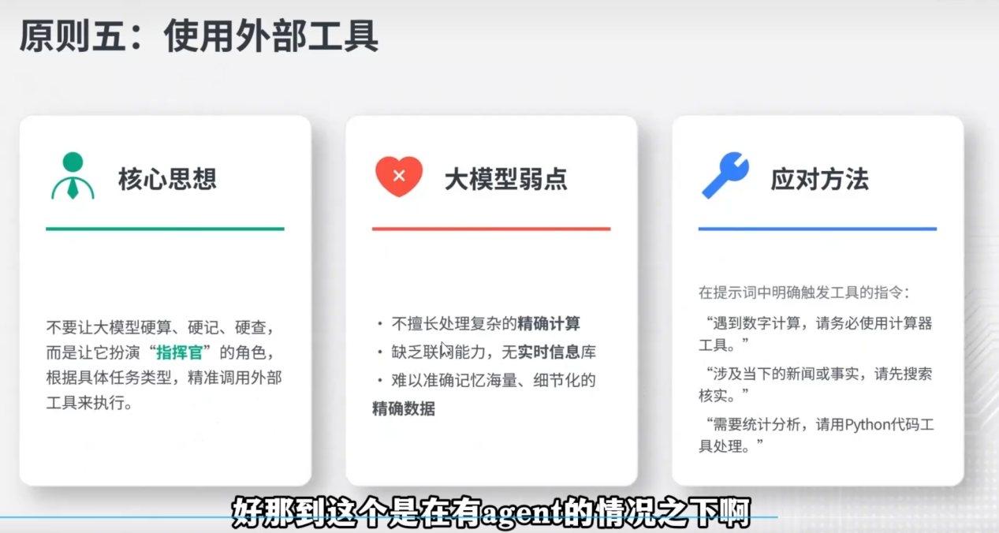 原则五：使用外部工具
核心思想
不要让大模型硬算、硬记、硬查，
而是让它扮演“指挥官”的角色，
根据具体任务类型，精准调用外部
工具来执行。
大模型弱点
· 不擅长处理复杂的精确计算
· 缺乏联网能力，无实时信息库
· 难以准确记忆海量、细节化的
精确数据
应对方法
在提示词中明确触发工具的指令：
“遇到数字计算，请务必使用计算器
工具。”
“涉及当下的新闻或事实，请先搜索
核实。”
“需要统计分析，请用Python代码工
具处理。”
好那到这个是在有agent的情况之下啊